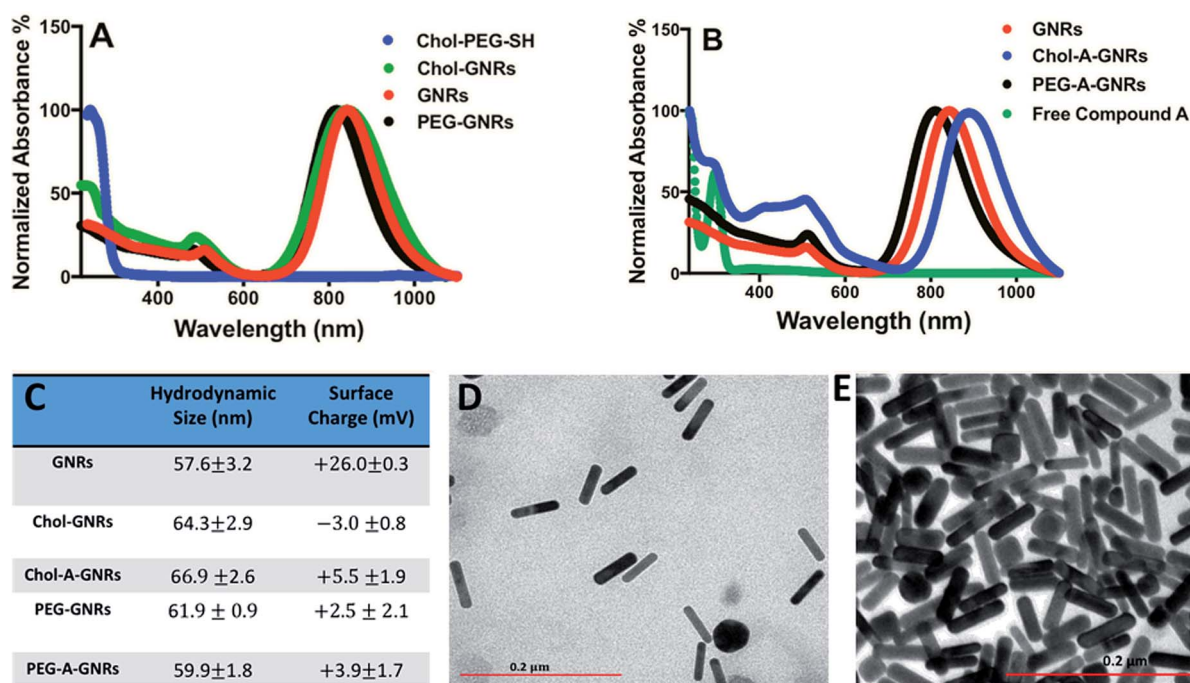 A
Chol-PEG-SH
Chol-GNRs
GNRs
PEG-GNRs
Normalized Absorbance %
150
100
50
0
400 600 800 1000
Wavelength (nm)
B
GNRs
Chol-A-GNRs
PEG-A-GNRs
Free Compound A
Normalized Absorbance %
150
100
50
0
400 600 800 1000
Wavelength (nm)
C Hydrodynamic Surface
Size (nm) Charge (mV)
GNRs 57.6±3.2 +26.0±0.3
Chol-GNRs 64.3±2.9 −3.0 ±0.8
Chol-A-GNRs 66.9 ±2.6 +5.5 ±1.9
PEG-GNRs 61.9 ± 0.9 +2.5 ± 2.1
PEG-A-GNRs 59.9±1.8 +3.9±1.7
D
0.2 µm
E
0.2 µm